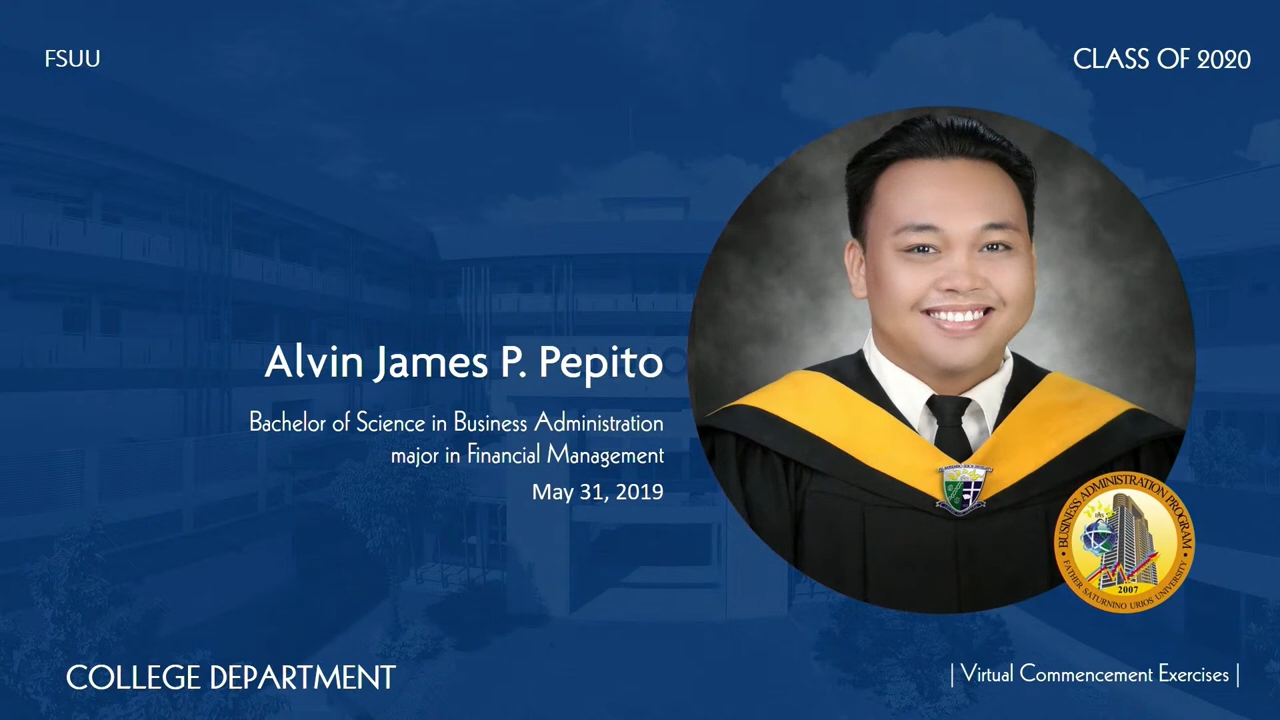 FSUU
CLASS OF 2020
Alvin James P. Pepito
Bachelor of Science in Business Administration
major in Financial Management
May 31, 2019
BUSINESS ADMINISTRATION PROGRAM
2007
FATHER SATURNINO URIOS UNIVERSITY
COLLEGE DEPARTMENT
| Virtual Commencement Exercises |